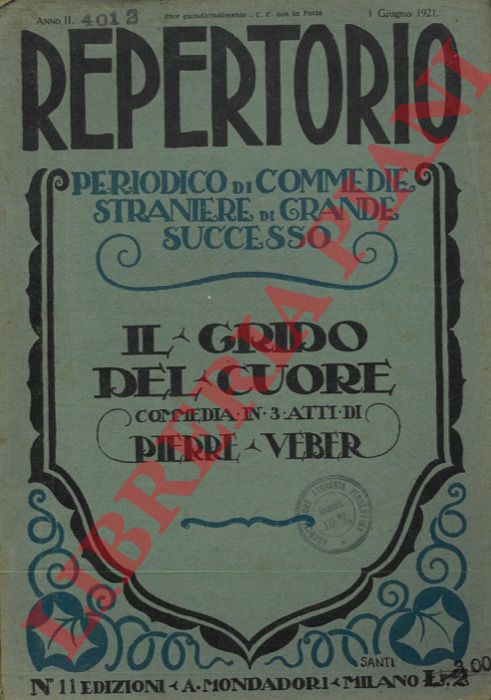 ANNO II. 4012 Esce quindicinalmente - C. C. con la Posta 1 Giugno 1921.
REPERTORIO
PERIODICO DI COMMEDIE
STRANIERE DI GRANDE
SUCCESSO
IL GRIDO
DEL CUORE
COMMEDIA·IN·3·ATTI·DI
PIERRE VEBER
LIBRERIA PIANI
SANTI
Nº 11 EDIZIONI A. MONDADORI MILANO L. 2
3.00